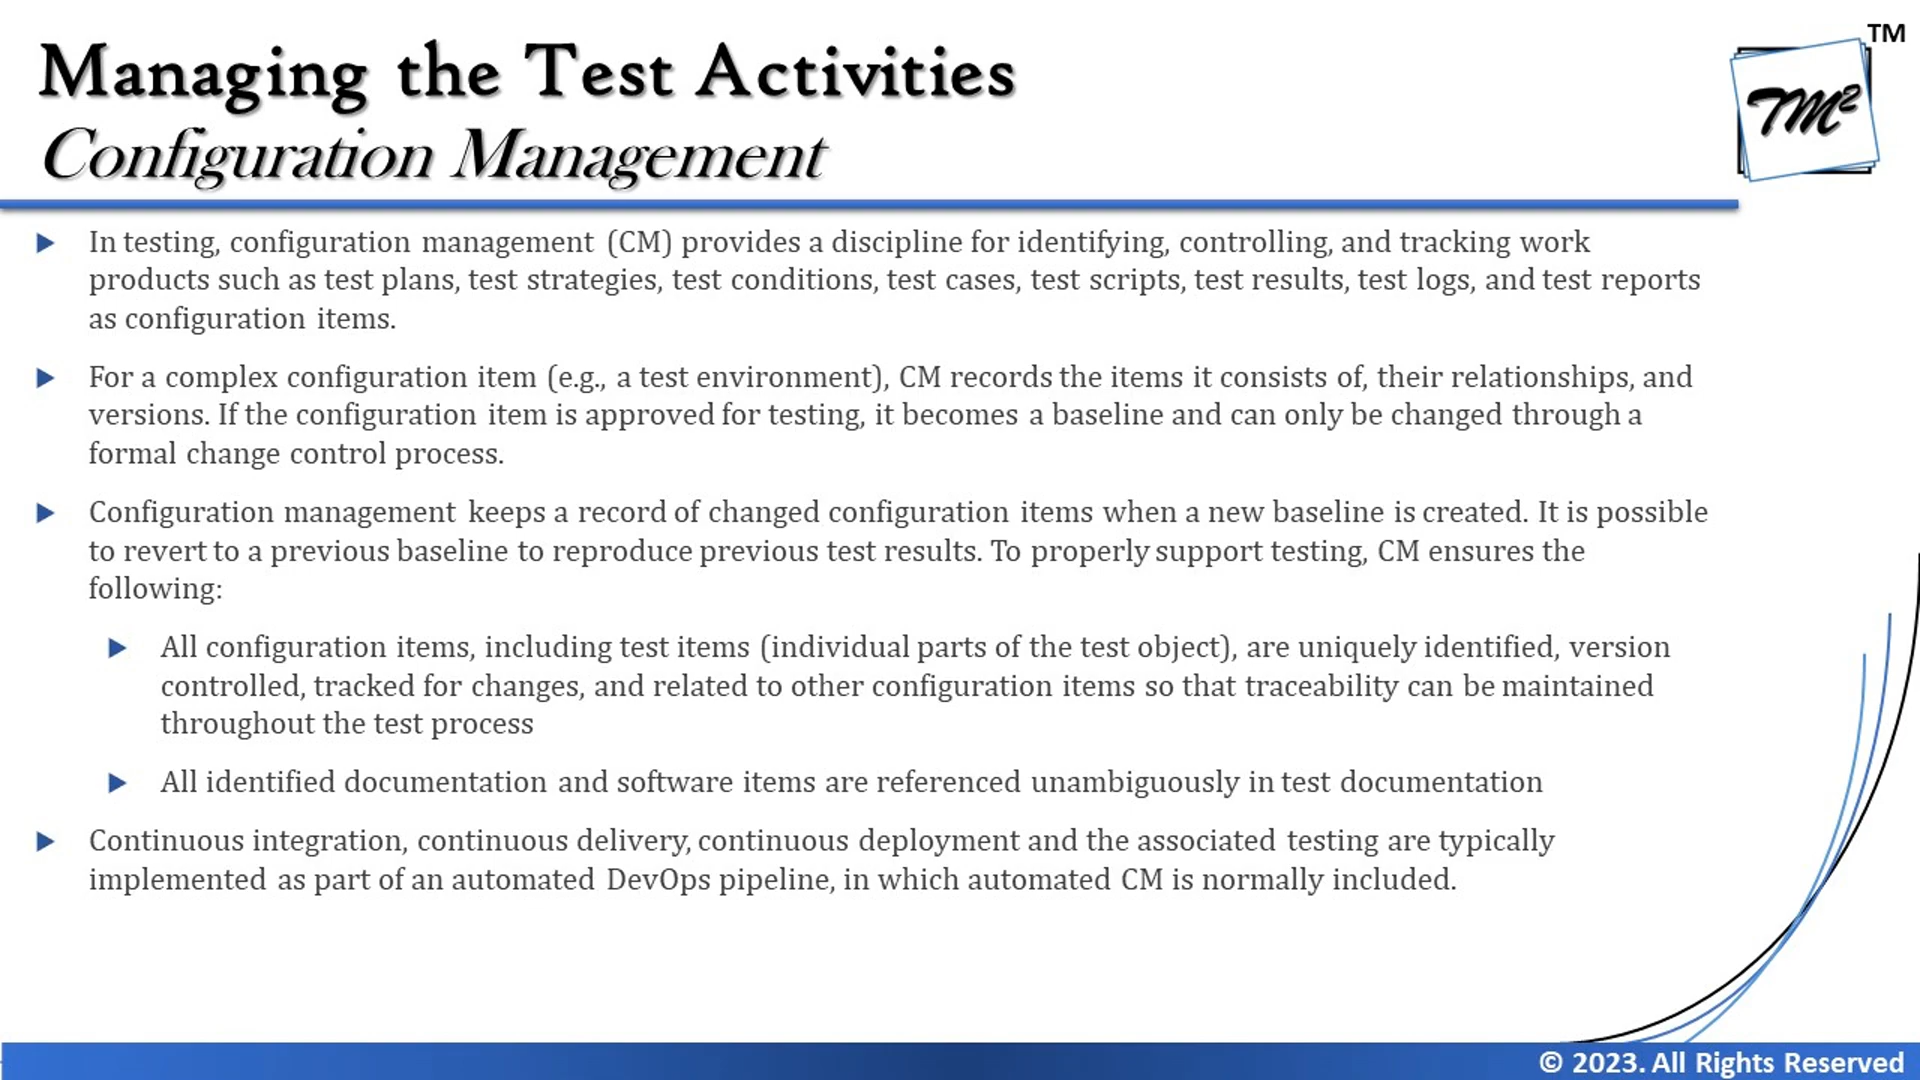 TM
TM²
Managing the Test Activities
Configuration Management
In testing, configuration management (CM) provides a discipline for identifying, controlling, and tracking work
products such as test plans, test strategies, test conditions, test cases, test scripts, test results, test logs, and test reports
as configuration items.
For a complex configuration item (e.g., a test environment), CM records the items it consists of, their relationships, and
versions. If the configuration item is approved for testing, it becomes a baseline and can only be changed through a
formal change control process.
Configuration management keeps a record of changed configuration items when a new baseline is created. It is possible
to revert to a previous baseline to reproduce previous test results. To properly support testing, CM ensures the
following:
All configuration items, including test items (individual parts of the test object), are uniquely identified, version
controlled, tracked for changes, and related to other configuration items so that traceability can be maintained
throughout the test process
All identified documentation and software items are referenced unambiguously in test documentation
Continuous integration, continuous delivery, continuous deployment and the associated testing are typically
implemented as part of an automated DevOps pipeline, in which automated CM is normally included.
© 2023. All Rights Reserved